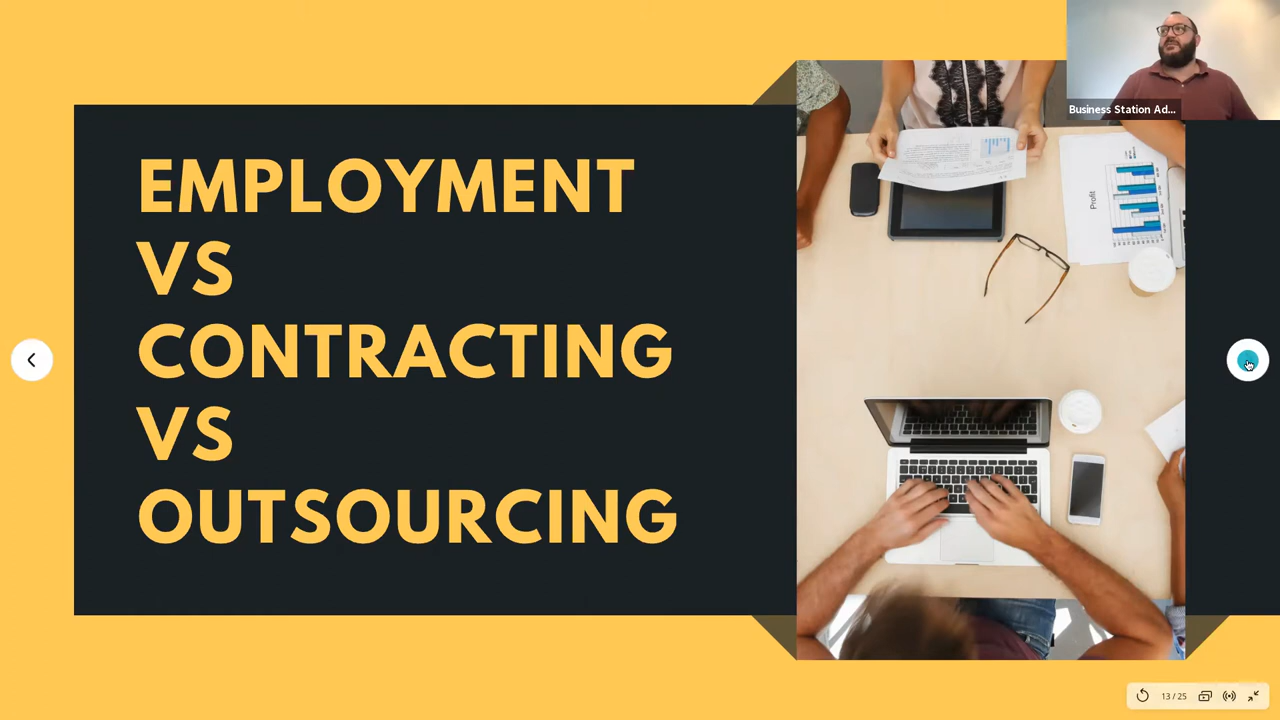 EMPLOYMENT
VS
CONTRACTING
VS
OUTSOURCING
Business Station Ad...
Profit
13 / 25